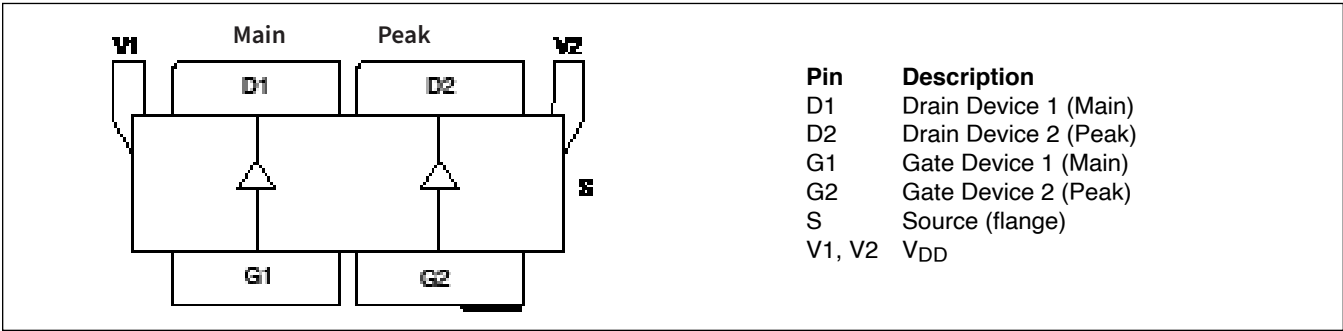 V1 Main Peak V2
D1 D2
S
G1 G2
Pin Description
D1 Drain Device 1 (Main)
D2 Drain Device 2 (Peak)
G1 Gate Device 1 (Main)
G2 Gate Device 2 (Peak)
S Source (flange)
V1, V2 VDD